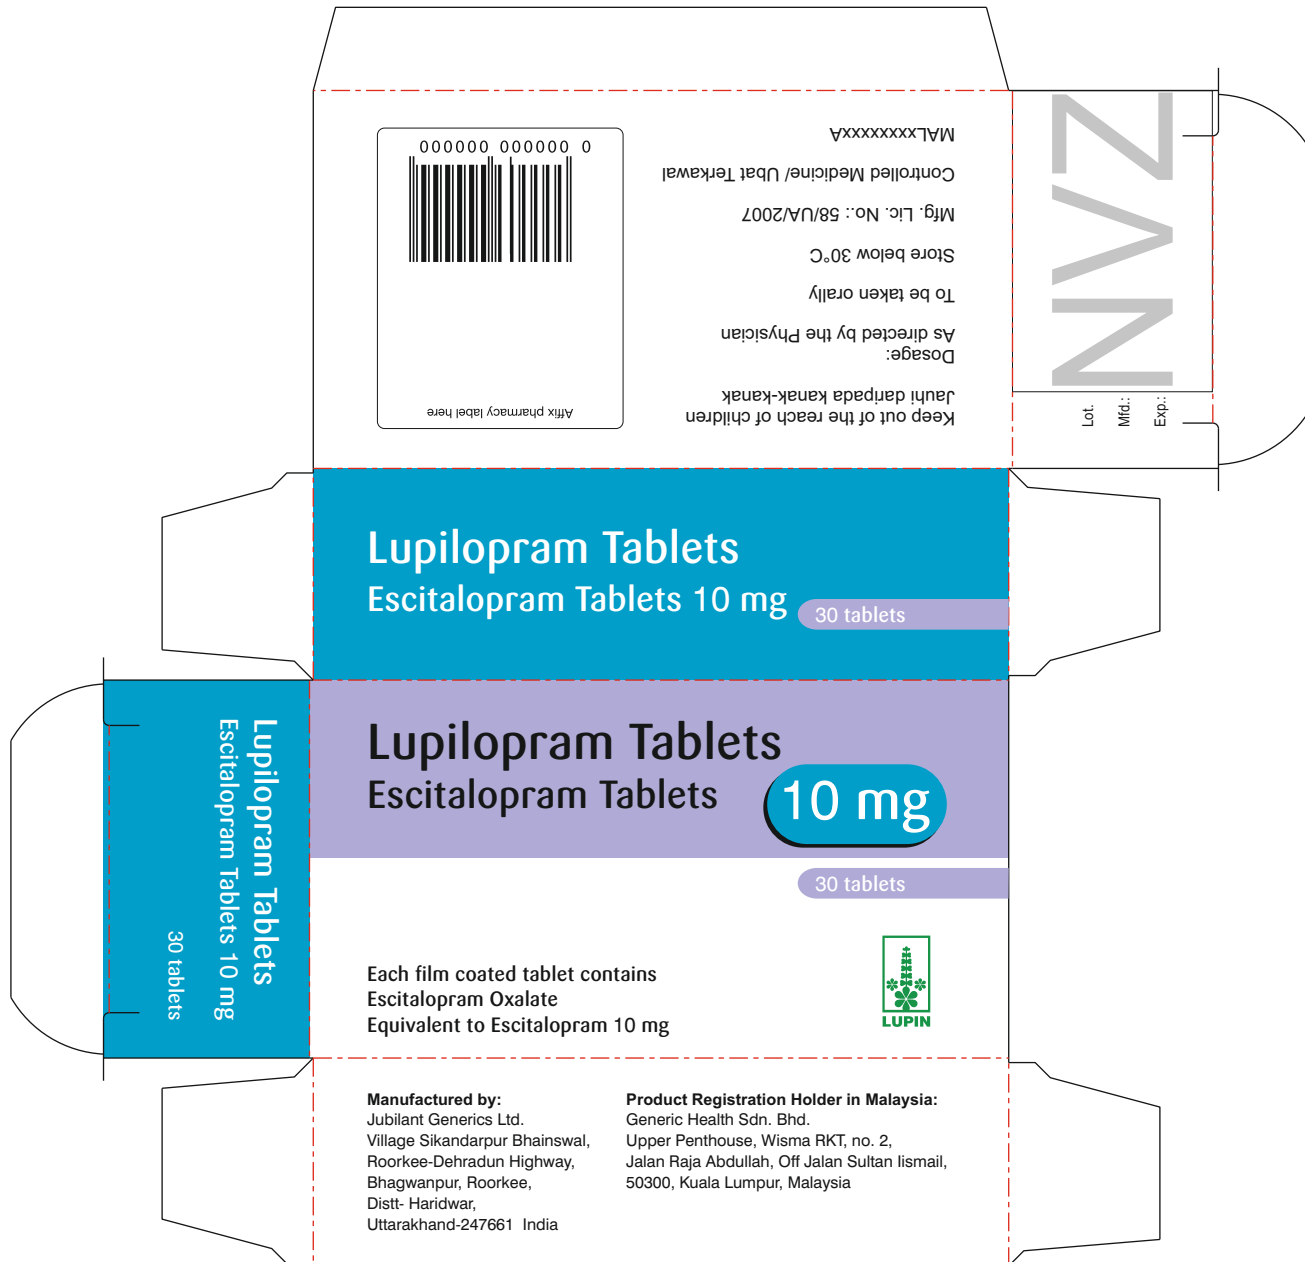 000000 000000 0
Affix pharmacy label here
Keep out of the reach of children
Jauhi daripada kanak-kanak
Dosage:
As directed by the Physician
To be taken orally
Store below 30°C
Mfg. Lic. No.: 58/UA/2007
Controlled Medicine/ Ubat Terkawal
MALxxxxxxxxxA
NVZ
Lot.
Mfd.:
Exp.:
Lupilopram Tablets
Escitalopram Tablets 10 mg
30 tablets
Lupilopram Tablets
Escitalopram Tablets 10 mg
30 tablets
Lupilopram Tablets
Escitalopram Tablets
10 mg
30 tablets
Each film coated tablet contains
Escitalopram Oxalate
Equivalent to Escitalopram 10 mg
LUPIN
Manufactured by:
Jubilant Generics Ltd.
Village Sikandarpur Bhainswal,
Roorkee-Dehradun Highway,
Bhagwanpur, Roorkee,
Distt- Haridwar,
Uttarakhand-247661 India
Product Registration Holder in Malaysia:
Generic Health Sdn. Bhd.
Upper Penthouse, Wisma RKT, no. 2,
Jalan Raja Abdullah, Off Jalan Sultan Iismail,
50300, Kuala Lumpur, Malaysia